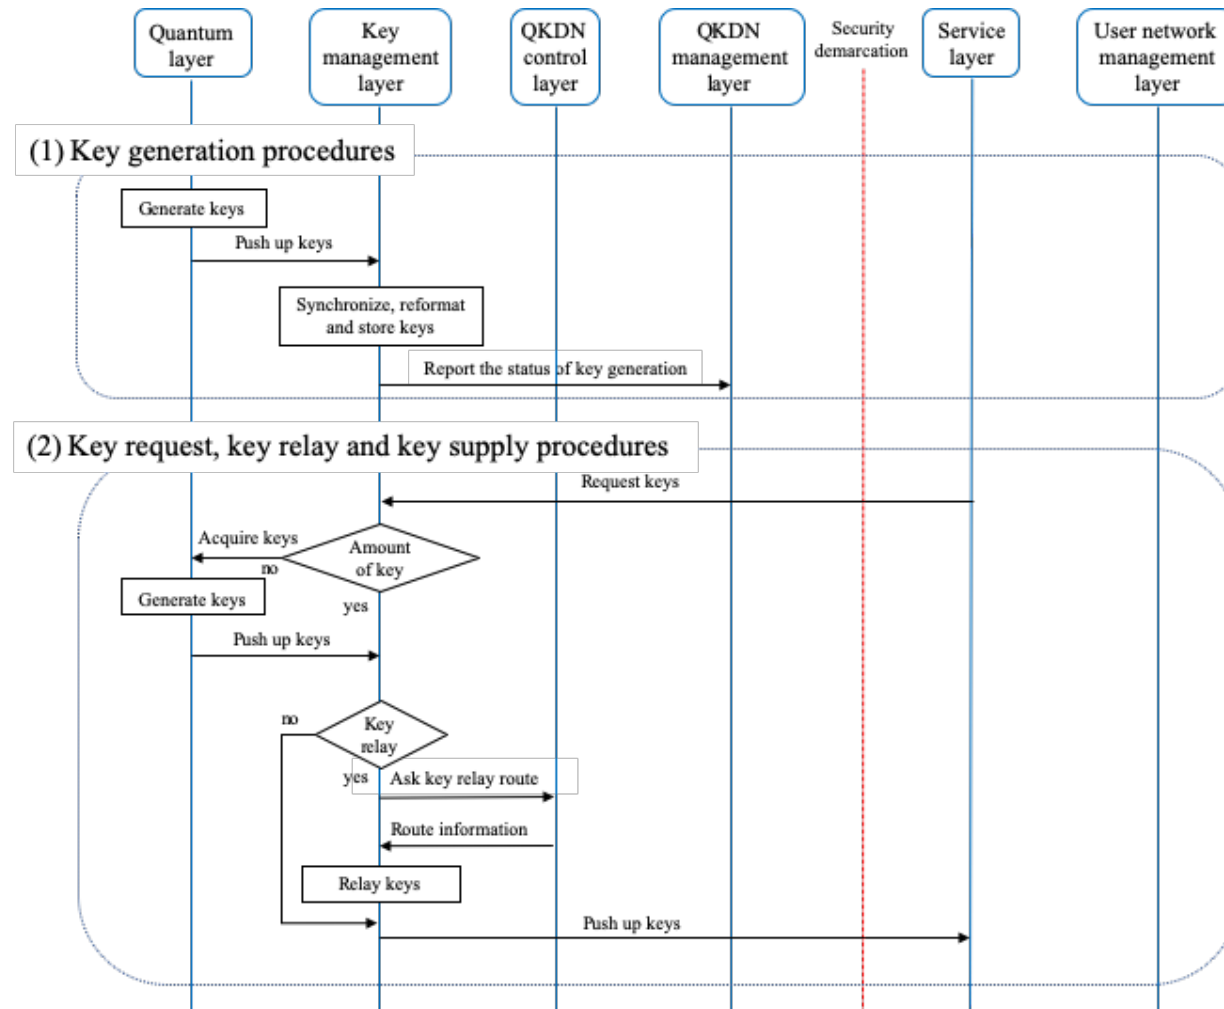 Quantum
layer
Key
management
layer
QKDN
control
layer
QKDN
management
layer
Security
demarcation
Service
layer
User network
management
layer
(1) Key generation procedures
Generate keys
Push up keys
Synchronize, reformat
and store keys
Report the status of key generation
(2) Key request, key relay and key supply procedures
Request keys
Acquire keys
no
Amount
of key
yes
Generate keys
Push up keys
no
Key
relay
yes
Ask key relay route
Route information
Relay keys
Push up keys